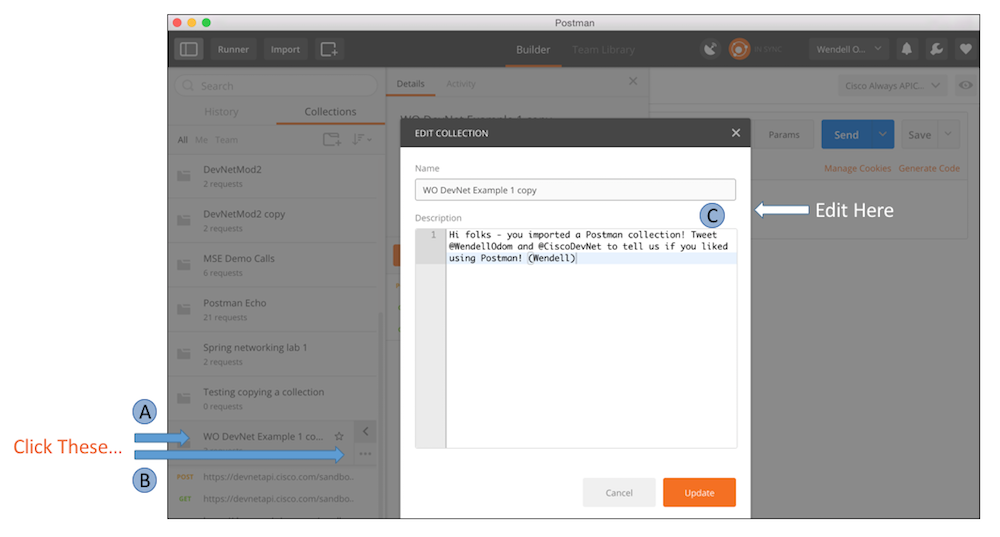 Postman
Runner
Import
Builder
Team Library
IN SYNC
Wendell O...
Search
History
Collections
All Me Team
DevNetMod2
2 requests
DevNetMod2 copy
2 requests
MSE Demo Calls
6 requests
Postman Echo
21 requests
Spring networking lab 1
2 requests
Testing copying a collection
0 requests
WO DevNet Example 1 co...
POST https://devnetapi.cisco.com/sandbo..
GET https://devnetapi.cisco.com/sandbo..
Details
Activity
WO DevNet Example 1 copy
Cisco Always APIC...
Params
Send
Save
Manage Cookies
Generate Code
EDIT COLLECTION
Name
WO DevNet Example 1 copy
Description
1
Hi folks - you imported a Postman collection! Tweet
@WendellOdom and @CiscoDevNet to tell us if you liked
using Postman! (Wendell)
Cancel
Update
C
Edit Here
A
Click These...
B